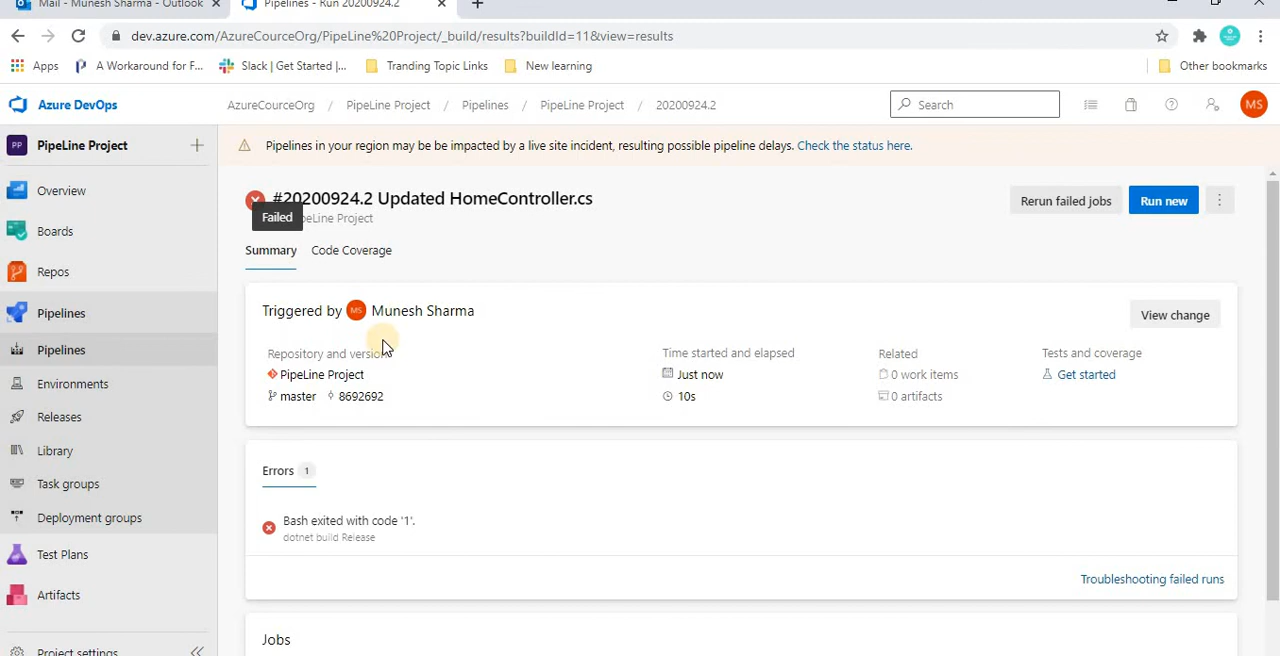 Mail - Munesh Sharma - Outlook
Pipelines - Run 20200924.2
dev.azure.com/AzureCourceOrg/PipeLine%20Project/_build/results?buildId=11&view=results
Apps
A Workaround for F...
Slack | Get Started |...
Tranding Topic Links
New learning
Other bookmarks
Azure DevOps
AzureCourceOrg / PipeLine Project / Pipelines / PipeLine Project / 20200924.2
Search
MS
PP PipeLine Project
Pipelines in your region may be be impacted by a live site incident, resulting possible pipeline delays. Check the status here.
Overview
Boards
Repos
Pipelines
Pipelines
Environments
Releases
Library
Task groups
Deployment groups
Test Plans
Artifacts
Project settings
#20200924.2 Updated HomeController.cs
Failed
peLine Project
Rerun failed jobs
Run new
Summary
Code Coverage
Triggered by MS Munesh Sharma
View change
Repository and version
PipeLine Project
master 8692692
Time started and elapsed
Just now
10s
Related
0 work items
0 artifacts
Tests and coverage
Get started
Errors 1
Bash exited with code '1'.
dotnet build Release
Troubleshooting failed runs
Jobs